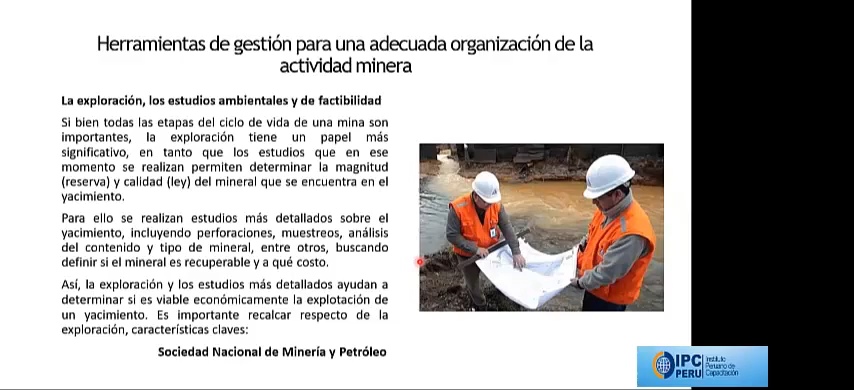 Herramientas de gestión para una adecuada organización de la
actividad minera
La exploración, los estudios ambientales y de factibilidad
Si bien todas las etapas del ciclo de vida de una mina son
importantes, la exploración tiene un papel más
significativo, en tanto que los estudios que en ese
momento se realizan permiten determinar la magnitud
(reserva) y calidad (ley) del mineral que se encuentra en el
yacimiento.
Para ello se realizan estudios más detallados sobre el
yacimiento, incluyendo perforaciones, muestreos, análisis
del contenido y tipo de mineral, entre otros, buscando
definir si el mineral es recuperable y a qué costo.
Así, la exploración y los estudios más detallados ayudan a
determinar si es viable económicamente la explotación de
un yacimiento. Es importante recalcar respecto de la
exploración, características claves:
Sociedad Nacional de Minería y Petróleo
IPC
PERU
Instituto
Peruano de
Capacitación